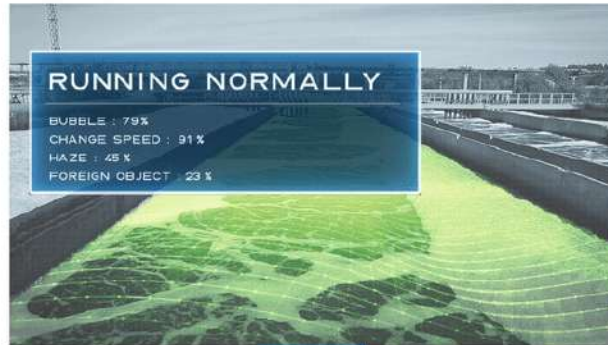 RUNNING NORMALLY
BUBBLE : 79%
CHANGE SPEED : 91%
HAZE : 45%
FOREIGN OBJECT : 23%